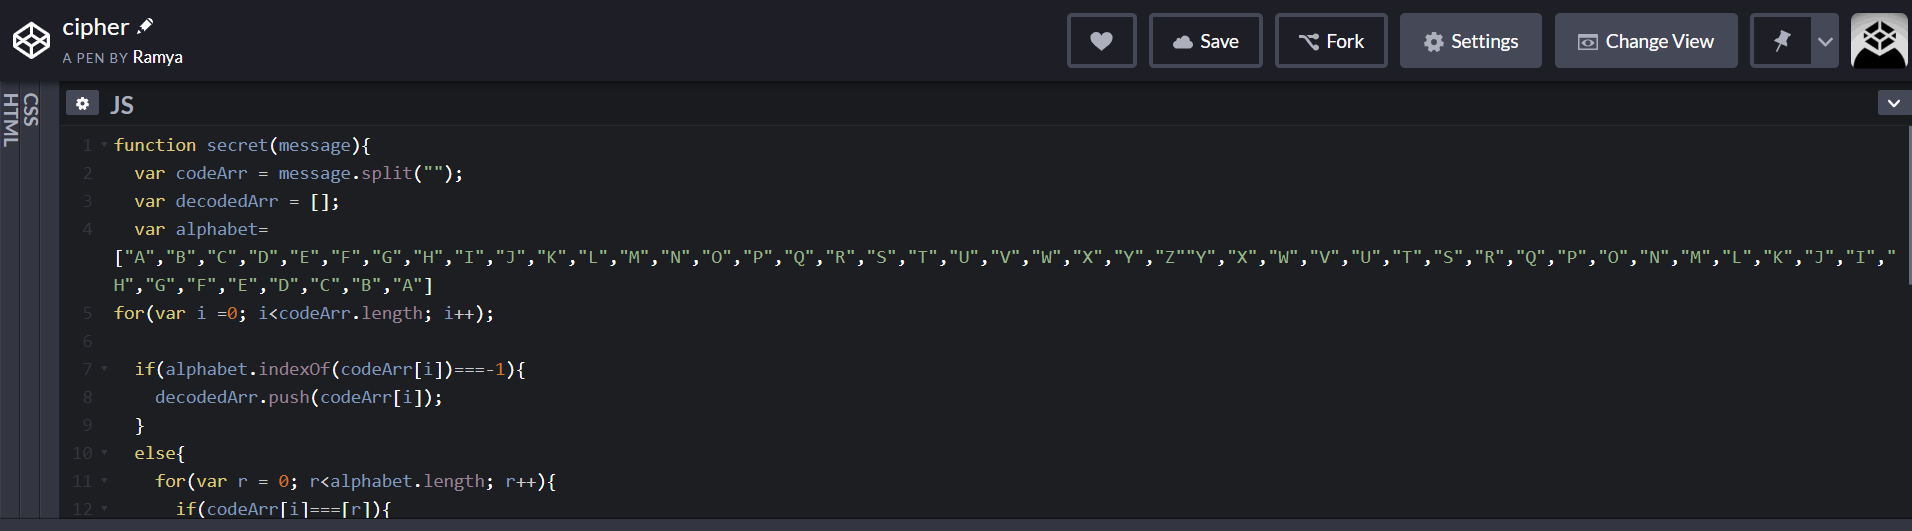 cipher
A PEN BY Ramya
Save
Fork
Settings
Change View
HTML
CSS
JS
1 function secret(message){
2 var codeArr = message.split("");
3 var decodedArr = [];
4 var alphabet=
["A","B","C","D","E","F","G","H","I","J","K","L","M","N","O","P","Q","R","S","T","U","V","W","X","Y","Z""Y","X","W","V","U","T","S","R","Q","P","O","N","M","L","K","J","I","
H","G","F","E","D","C","B","A"]
5 for(var i =0; i<codeArr.length; i++);
6
7 if(alphabet.indexOf(codeArr[i])===-1){
8 decodedArr.push(codeArr[i]);
9 }
10 else{
11 for(var r = 0; r<alphabet.length; r++){
12 if(codeArr[i]===[r]){